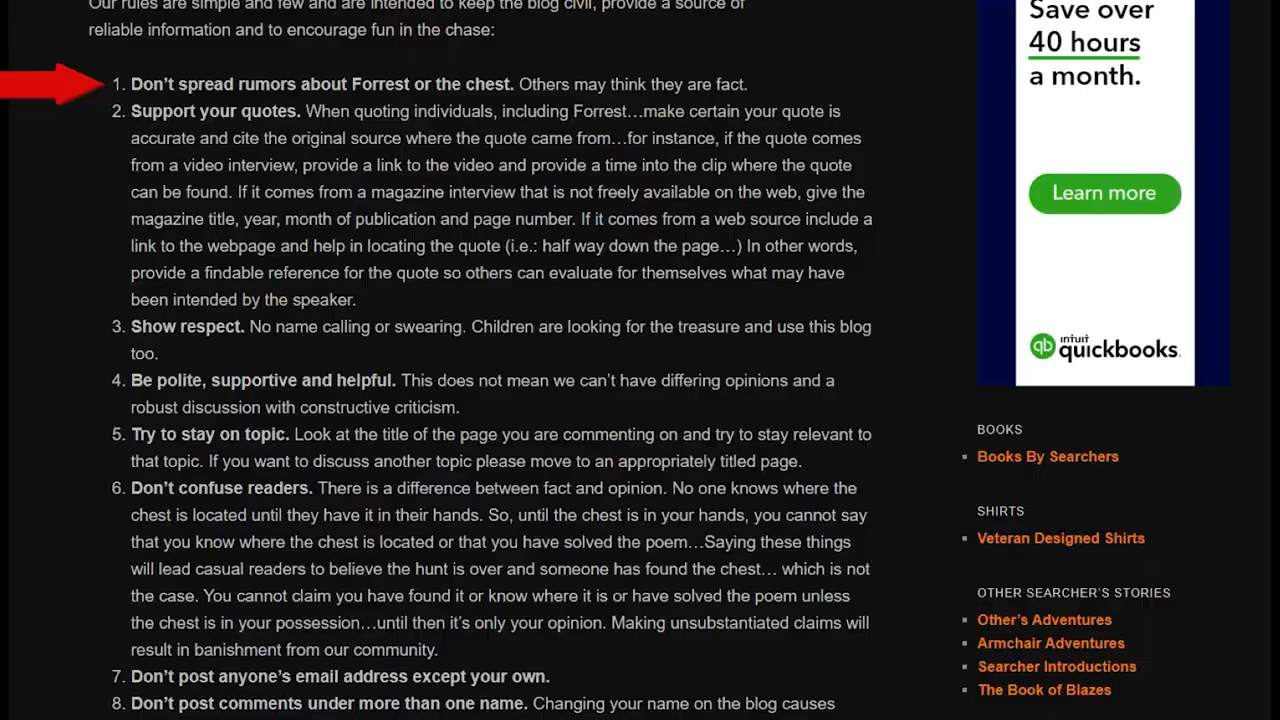 Our rules are simple and few and are intended to keep the blog civil, provide a source of
reliable information and to encourage fun in the chase:
1. Don't spread rumors about Forrest or the chest. Others may think they are fact.
2. Support your quotes. When quoting individuals, including Forrest…make certain your quote is
accurate and cite the original source where the quote came from…for instance, if the quote comes
from a video interview, provide a link to the video and provide a time into the clip where the quote
can be found. If it comes from a magazine interview that is not freely available on the web, give the
magazine title, year, month of publication and page number. If it comes from a web source include a
link to the webpage and help in locating the quote (i.e.: half way down the page…) In other words,
provide a findable reference for the quote so others can evaluate for themselves what may have
been intended by the speaker.
3. Show respect. No name calling or swearing. Children are looking for the treasure and use this blog
too.
4. Be polite, supportive and helpful. This does not mean we can't have differing opinions and a
robust discussion with constructive criticism.
5. Try to stay on topic. Look at the title of the page you are commenting on and try to stay relevant to
that topic. If you want to discuss another topic please move to an appropriately titled page.
6. Don't confuse readers. There is a difference between fact and opinion. No one knows where the
chest is located until they have it in their hands. So, until the chest is in your hands, you cannot say
that you know where the chest is located or that you have solved the poem…Saying these things
will lead casual readers to believe the hunt is over and someone has found the chest… which is not
the case. You cannot claim you have found it or know where it is or have solved the poem unless
the chest is in your possession…until then it's only your opinion. Making unsubstantiated claims will
result in banishment from our community.
7. Don't post anyone's email address except your own.
8. Don't post comments under more than one name. Changing your name on the blog causes
Save over
40 hours
a month.
Learn more
qb intuit
quickbooks.
BOOKS
Books By Searchers
SHIRTS
Veteran Designed Shirts
OTHER SEARCHER'S STORIES
Other's Adventures
Armchair Adventures
Searcher Introductions
The Book of Blazes